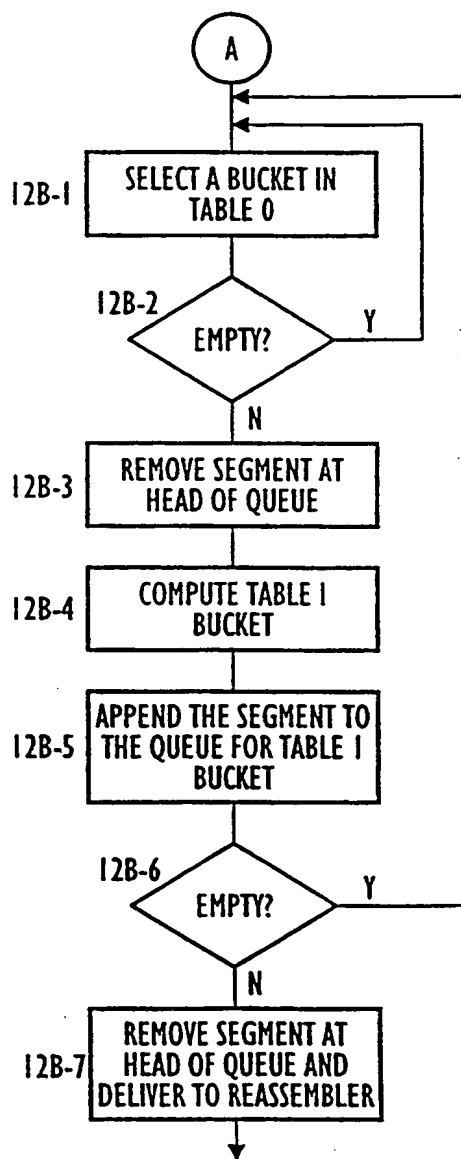 A
12B-1
SELECT A BUCKET IN
TABLE 0
12B-2
EMPTY?
Y
N
12B-3
REMOVE SEGMENT AT
HEAD OF QUEUE
12B-4
COMPUTE TABLE 1
BUCKET
12B-5
APPEND THE SEGMENT TO
THE QUEUE FOR TABLE 1
BUCKET
12B-6
EMPTY?
Y
N
12B-7
REMOVE SEGMENT AT
HEAD OF QUEUE AND
DELIVER TO REASSEMBLER